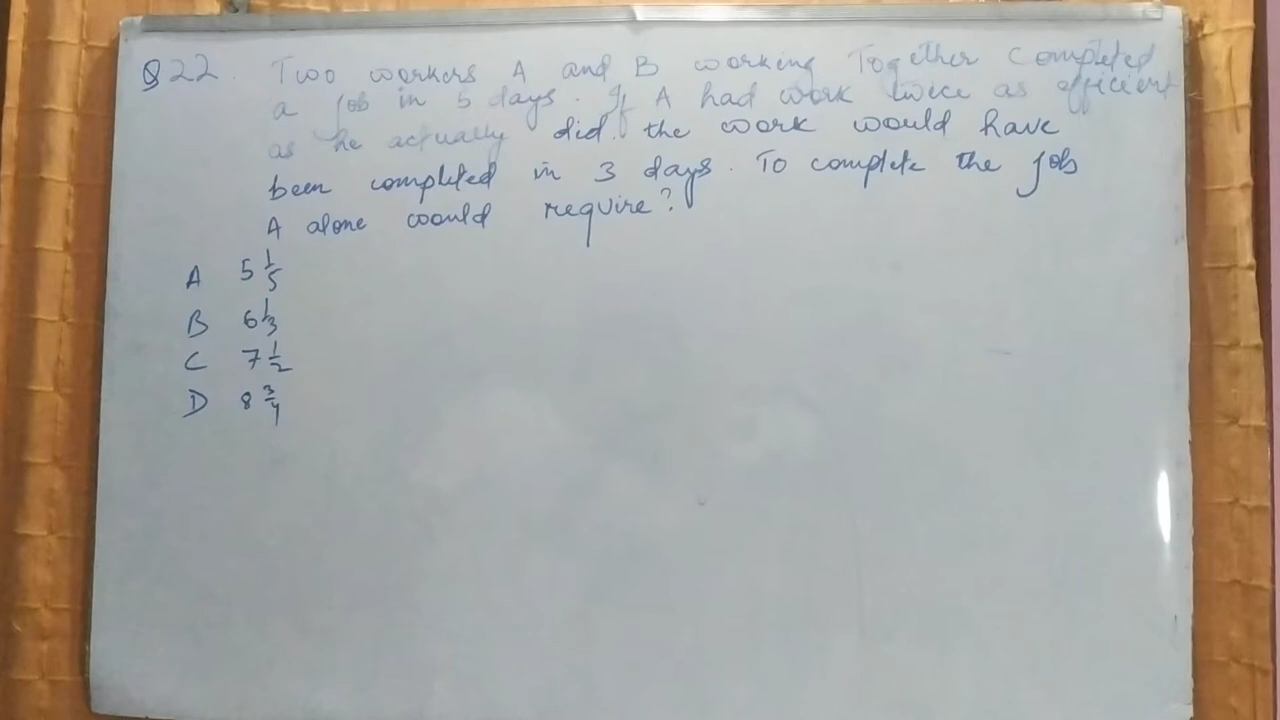 Q22. Two workers A and B working Together Completed
a job in 5 days. If A had work twice as efficient
as he actually did. the work would have
been completed in 3 days. To complete the job
A alone would require?
A 5 1/5
B 6 1/3
C 7 1/2
D 8 3/4